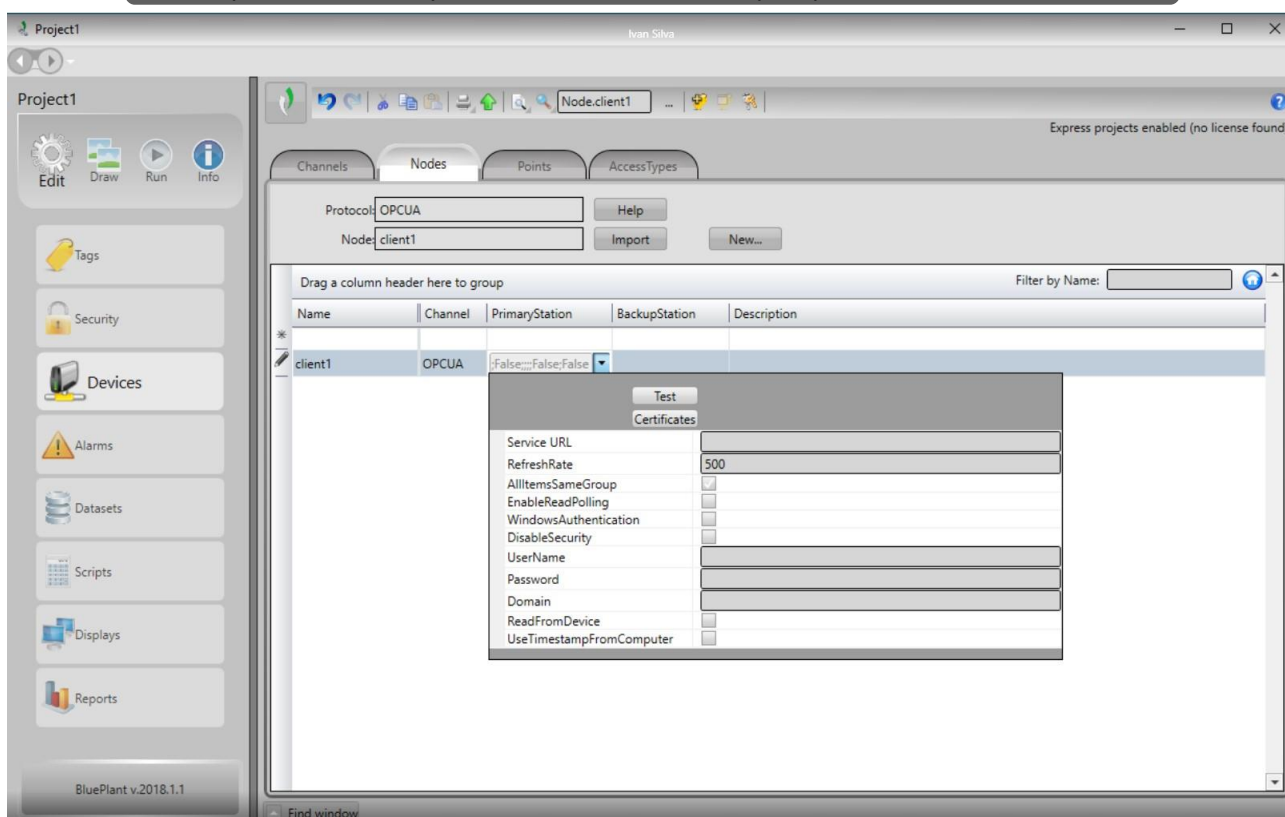 Project1
Ivan Silva
Project1
Node.client1
...
Express projects enabled (no license found
Edit
Draw
Run
Info
Channels
Nodes
Points
AccessTypes
Protocol: OPCUA
Help
Node: client1
Import
New...
Tags
Security
Devices
Alarms
Datasets
Scripts
Displays
Reports
BluePlant v.2018.1.1
Drag a column header here to group
Filter by Name:
Name Channel PrimaryStation BackupStation Description
client1 OPCUA ;False;;;;False;False
Test
Certificates
Service URL
RefreshRate 500
AllItemsSameGroup
EnableReadPolling
WindowsAuthentication
DisableSecurity
UserName
Password
Domain
ReadFromDevice
UseTimestampFromComputer
Find window